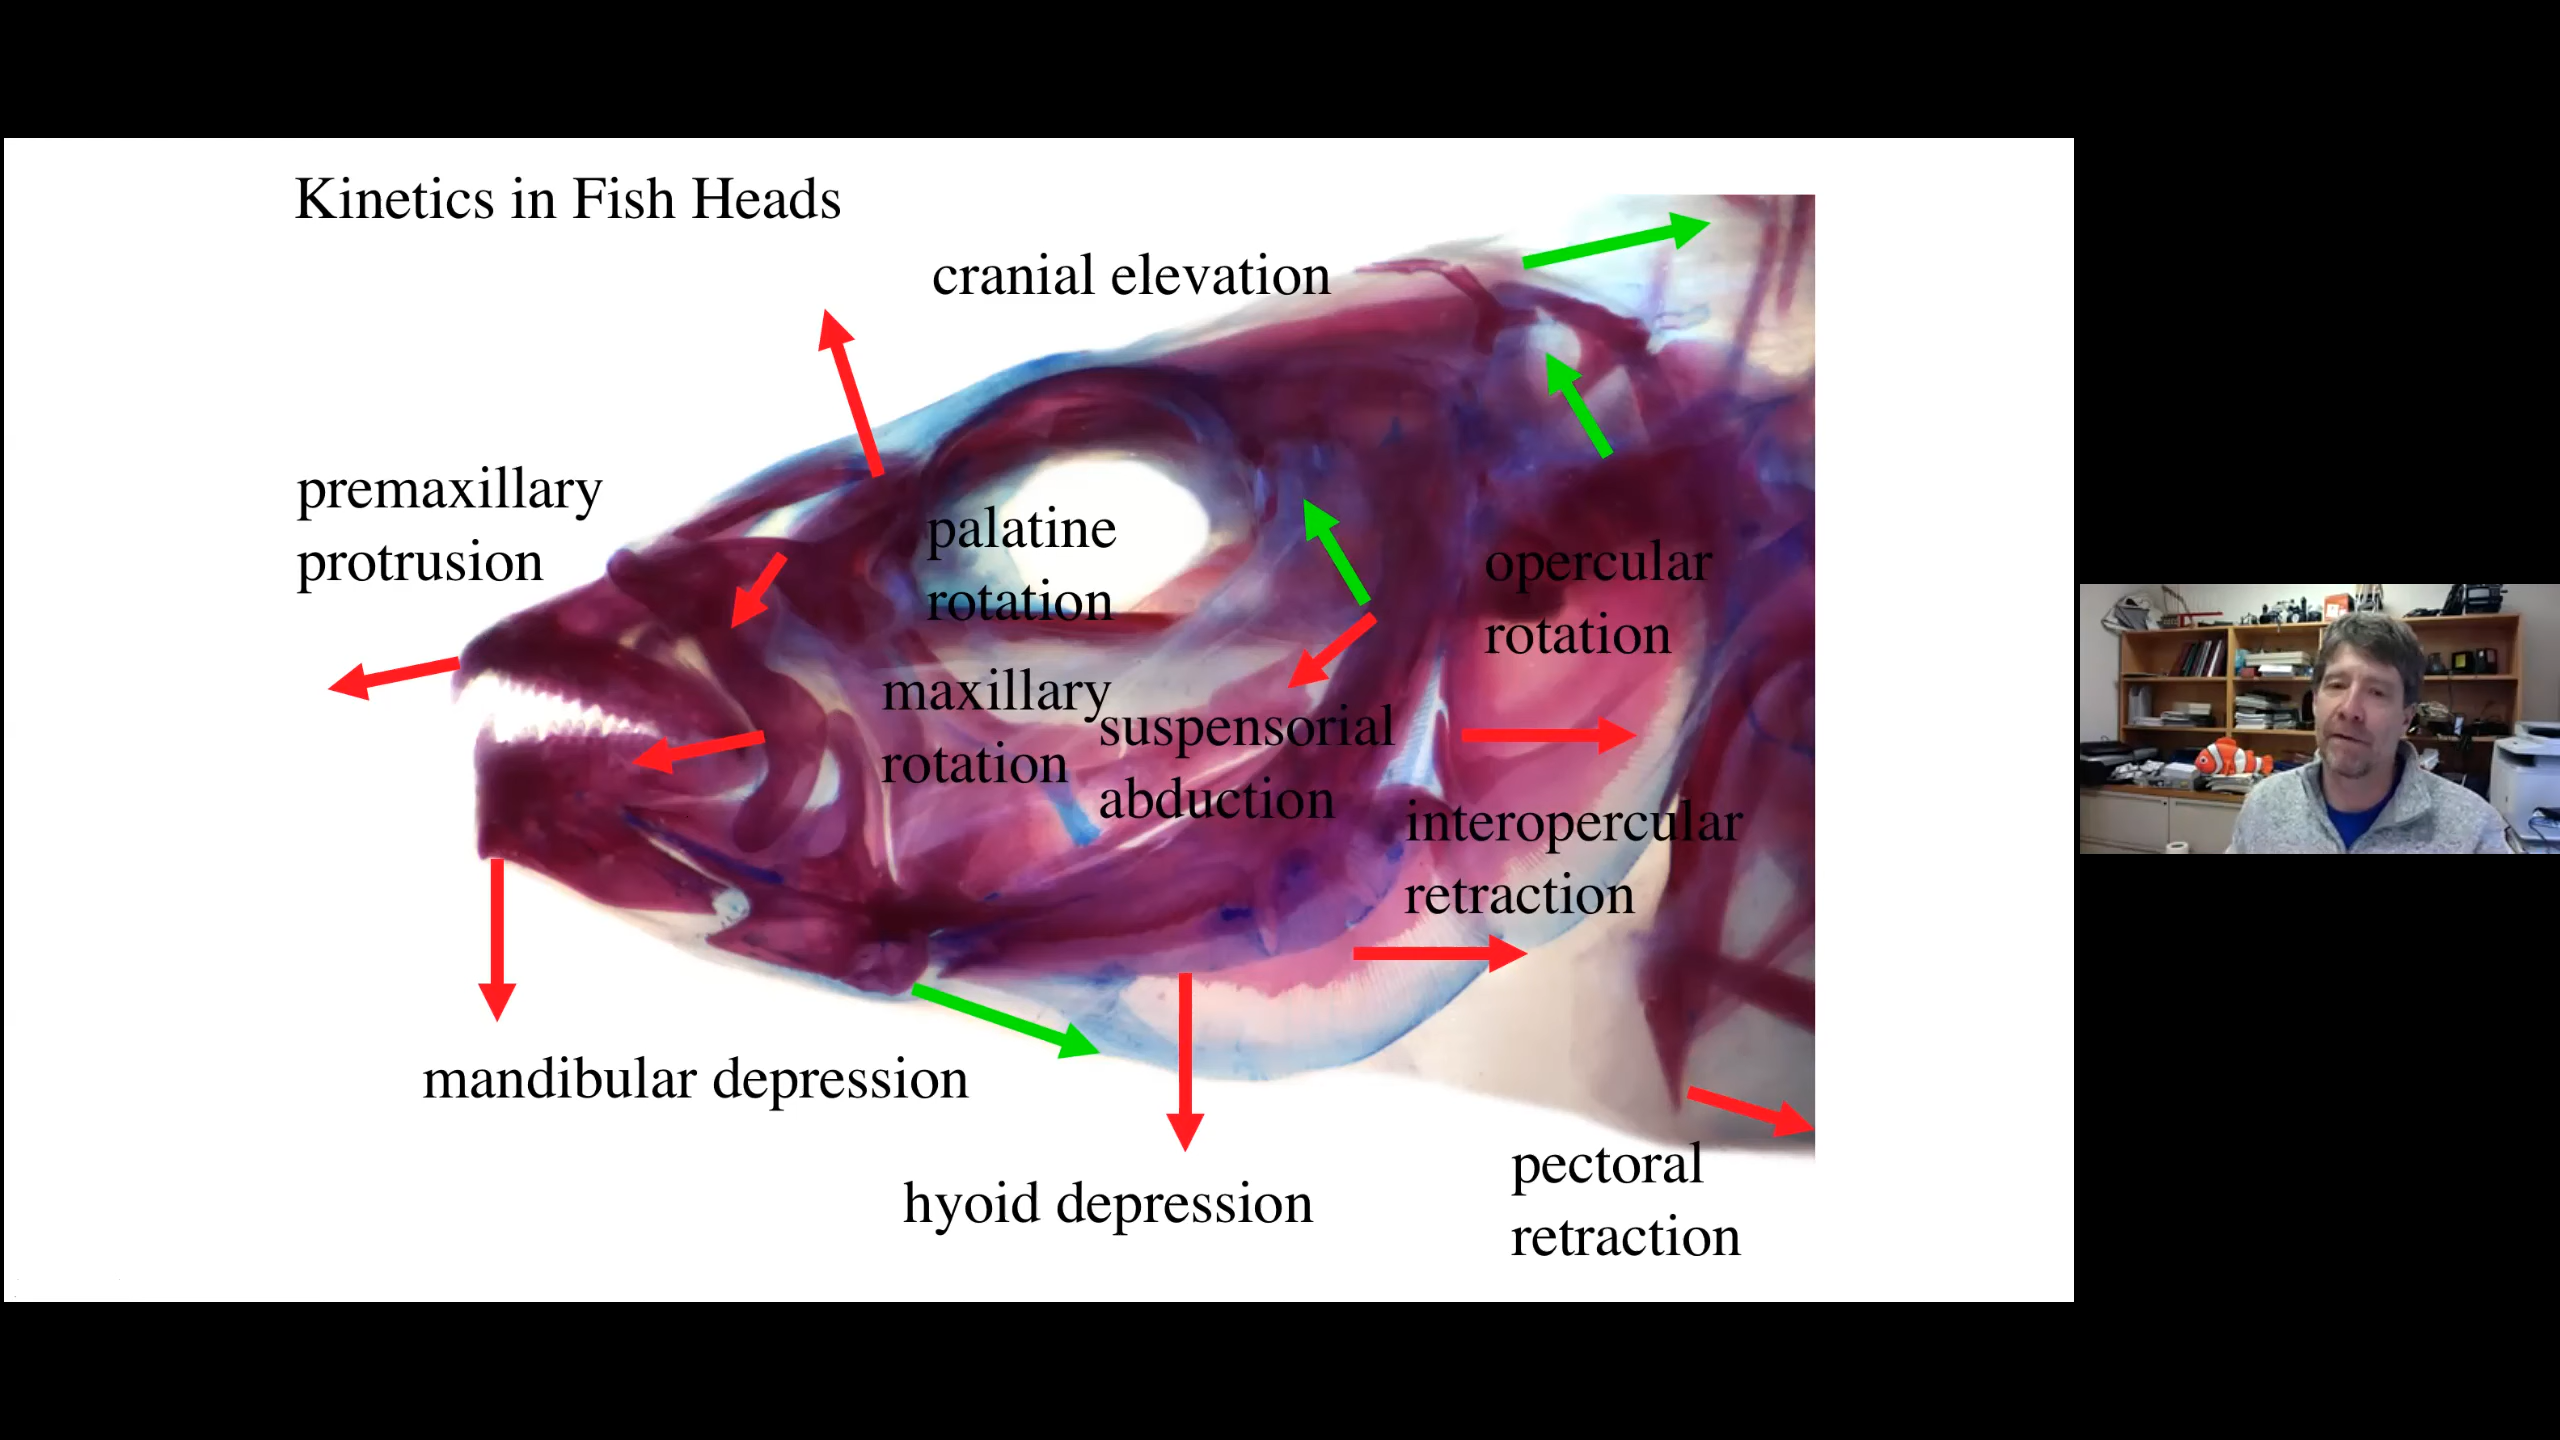 Kinetics in Fish Heads
cranial elevation
premaxillary
protrusion
palatine
rotation
opercular
rotation
maxillary
rotation
suspensorial
abduction
interopercular
retraction
mandibular depression
hyoid depression
pectoral
retraction